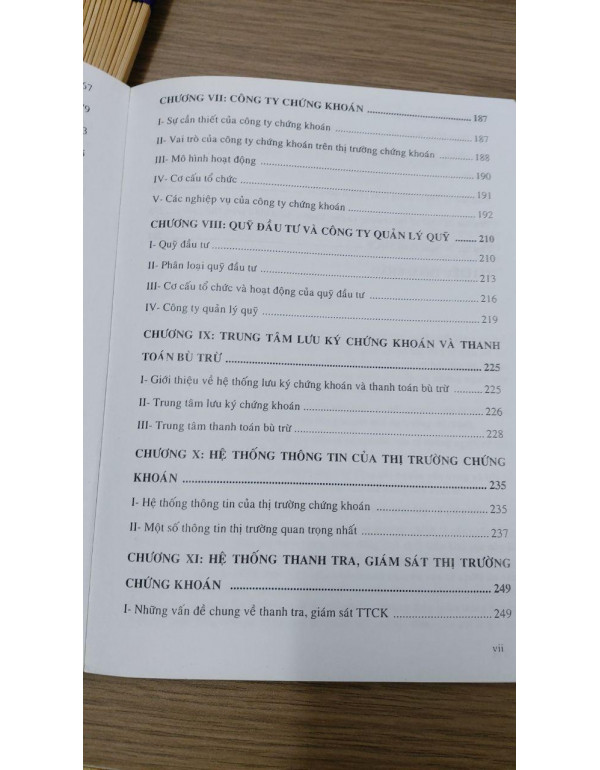 57
79
3
CHƯƠNG VII: CÔNG TY CHỨNG KHOÁN ........................ 187
I- Sự cần thiết của công ty chứng khoán ........................ 187
II- Vai trò của công ty chứng khoán trên thị trường chứng khoán ........ 188
III- Mô hình hoạt động ........................ 190
IV- Cơ cấu tổ chức ........................ 191
V- Các nghiệp vụ của công ty chứng khoán ........................ 192
CHƯƠNG VIII: QUỸ ĐẦU TƯ VÀ CÔNG TY QUẢN LÝ QUỸ ....... 210
I- Quỹ đầu tư ........................ 210
II- Phân loại quỹ đầu tư ........................ 213
III- Cơ cấu tổ chức và hoạt động của quỹ đầu tư ........................ 216
IV- Công ty quản lý quỹ ........................ 219
CHƯƠNG IX: TRUNG TÂM LƯU KÝ CHỨNG KHOÁN VÀ THANH
TOÁN BÙ TRỪ ........................ 225
I- Giới thiệu về hệ thống lưu ký chứng khoán và thanh toán bù trừ ........ 225
II- Trung tâm lưu ký chứng khoán ........................ 226
III- Trung tâm thanh toán bù trừ ........................ 228
CHƯƠNG X: HỆ THỐNG THÔNG TIN CỦA THỊ TRƯỜNG CHỨNG
KHOÁN ........................ 235
I- Hệ thống thông tin của thị trường chứng khoán ........................ 235
II- Một số thông tin thị trường quan trọng nhất ........................ 237
CHƯƠNG XI: HỆ THỐNG THANH TRA, GIÁM SÁT THỊ TRƯỜNG
CHỨNG KHOÁN ........................ 249
I- Những vấn đề chung về thanh tra, giám sát TTCK ........................ 249
vii